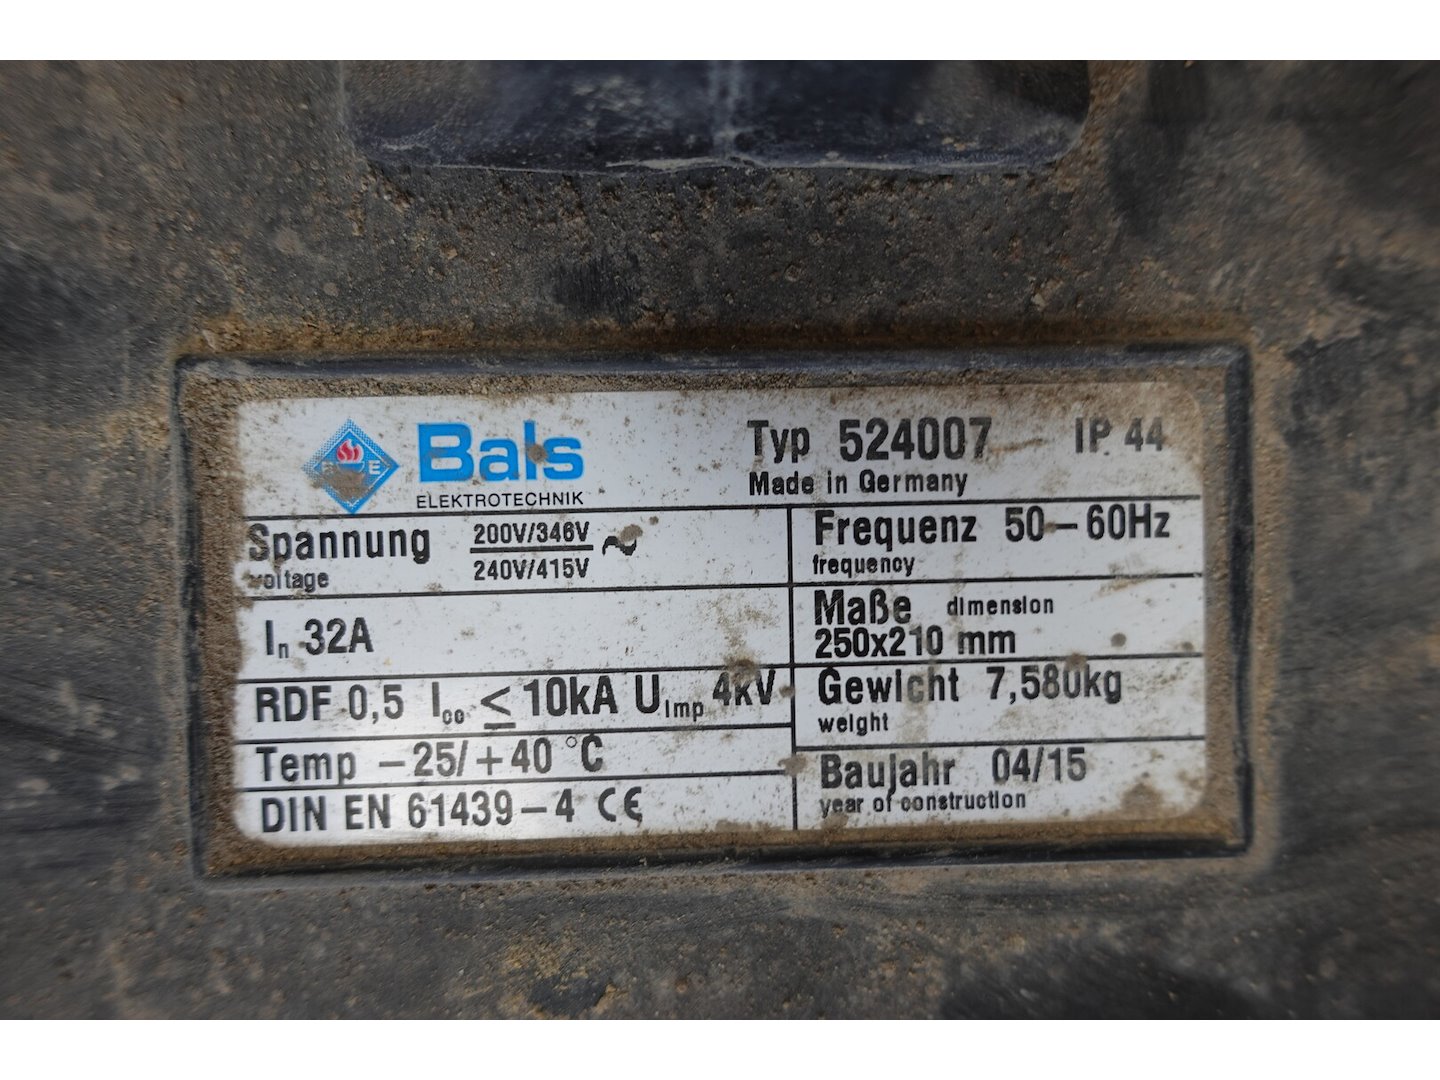 Bals
ELEKTROTECHNIK
Typ 524007 IP 44
Made in Germany
Spannung 200V/346V ~
voltage 240V/415V
Frequenz 50-60Hz
frequency
In 32A
Maße dimension
250x210 mm
RDF 0,5 Icc ≤ 10kA UImp 4kV
Gewicht 7,580kg
weight
Temp -25/+40 °C
Baujahr 04/15
year of construction
DIN EN 61439-4 CE